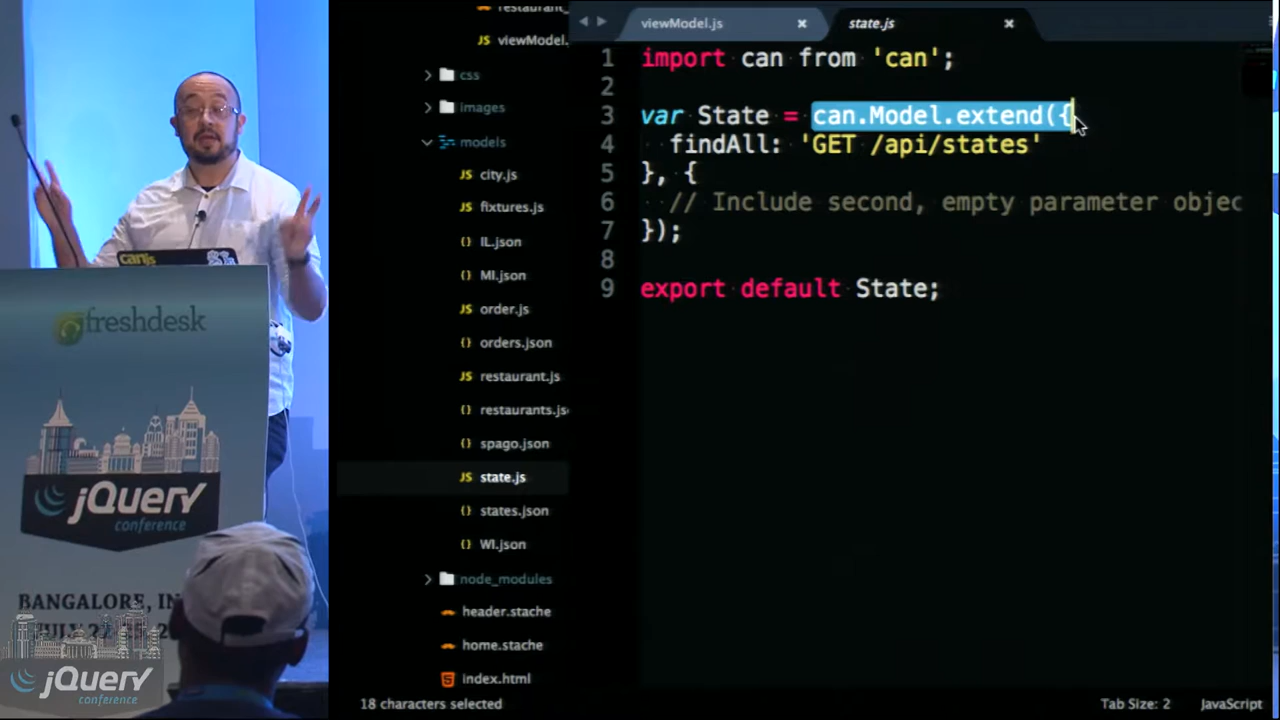 canjs
freshdesk
jQuery
conference
BANGALORE, IN
jQuery
conference
viewModel.
css
images
models
city.js
fixtures.js
IL.json
MI.json
order.js
orders.json
restaurant.js
restaurants.js
spago.json
state.js
states.json
WI.json
node_modules
header.stache
home.stache
index.html
viewModel.js
state.js
1 import can from 'can';
2
3 var State = can.Model.extend({
4 findAll: 'GET /api/states'
5 }, {
6 // Include second, empty parameter objec
7 });
8
9 export default State;
18 characters selected
Tab Size: 2
JavaScript